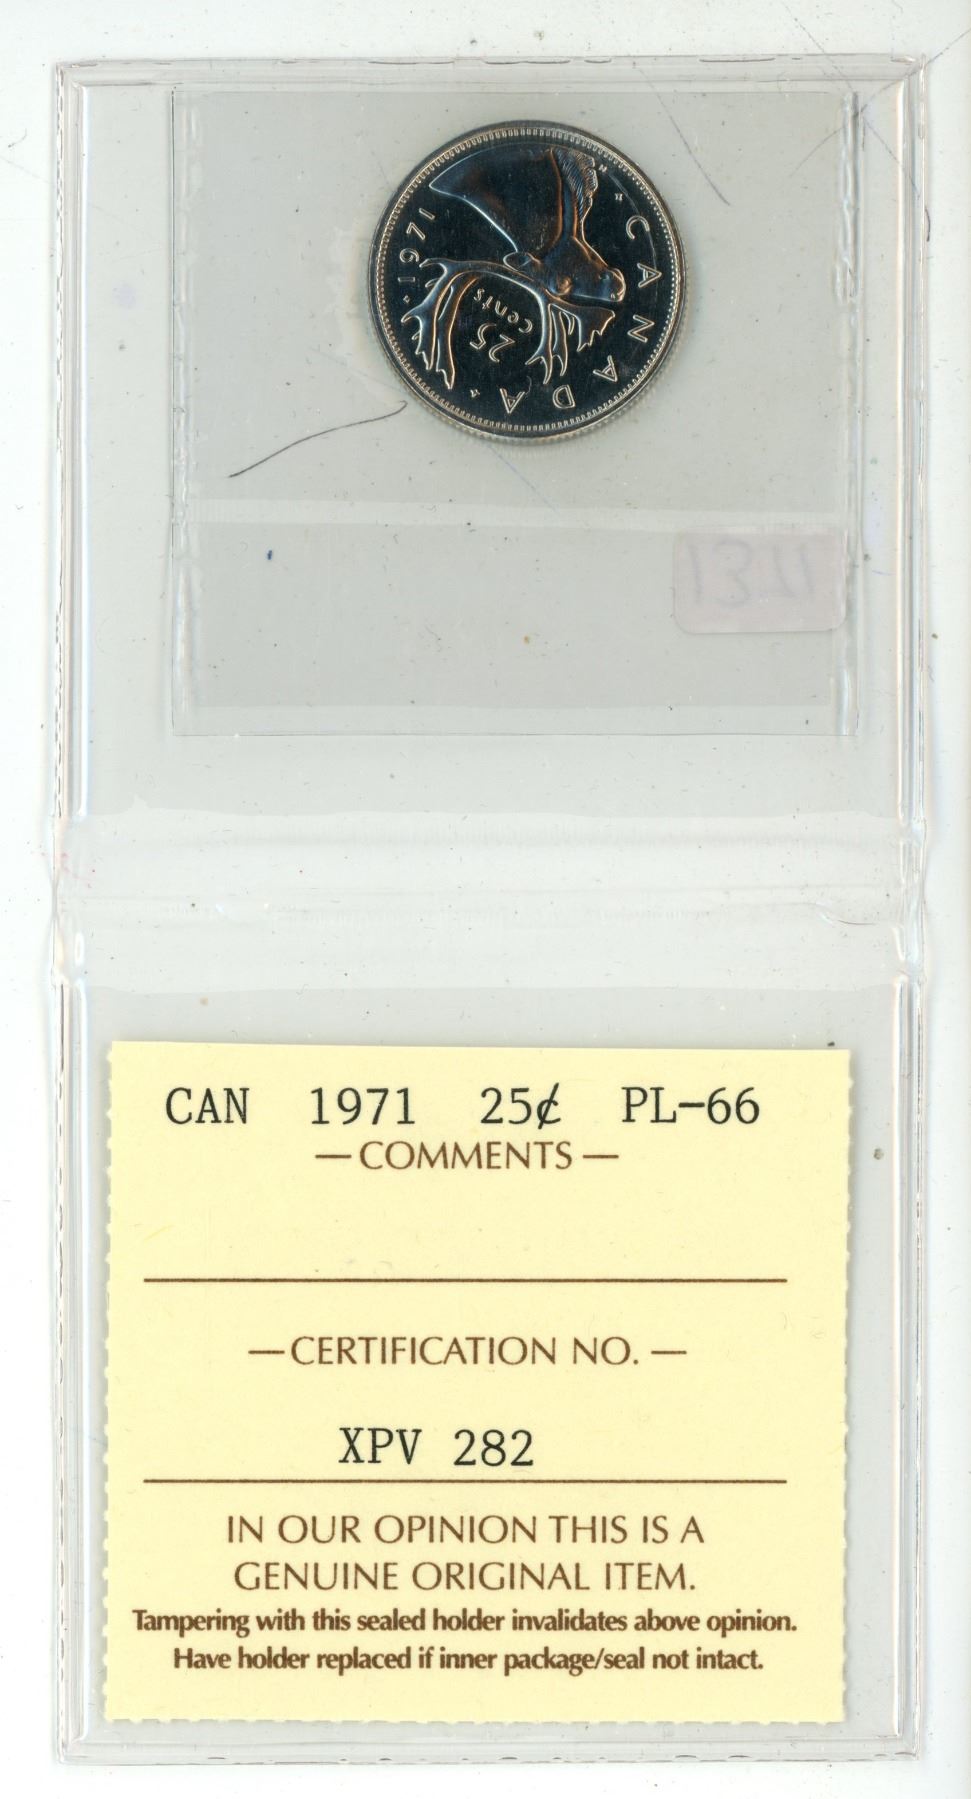 CANADA
1971
25
cents
H
CAN 1971 25¢ PL-66
—COMMENTS—
—CERTIFICATION NO.—
XPV 282
IN OUR OPINION THIS IS A
GENUINE ORIGINAL ITEM.
Tampering with this sealed holder invalidates above opinion.
Have holder replaced if inner package/seal not intact.